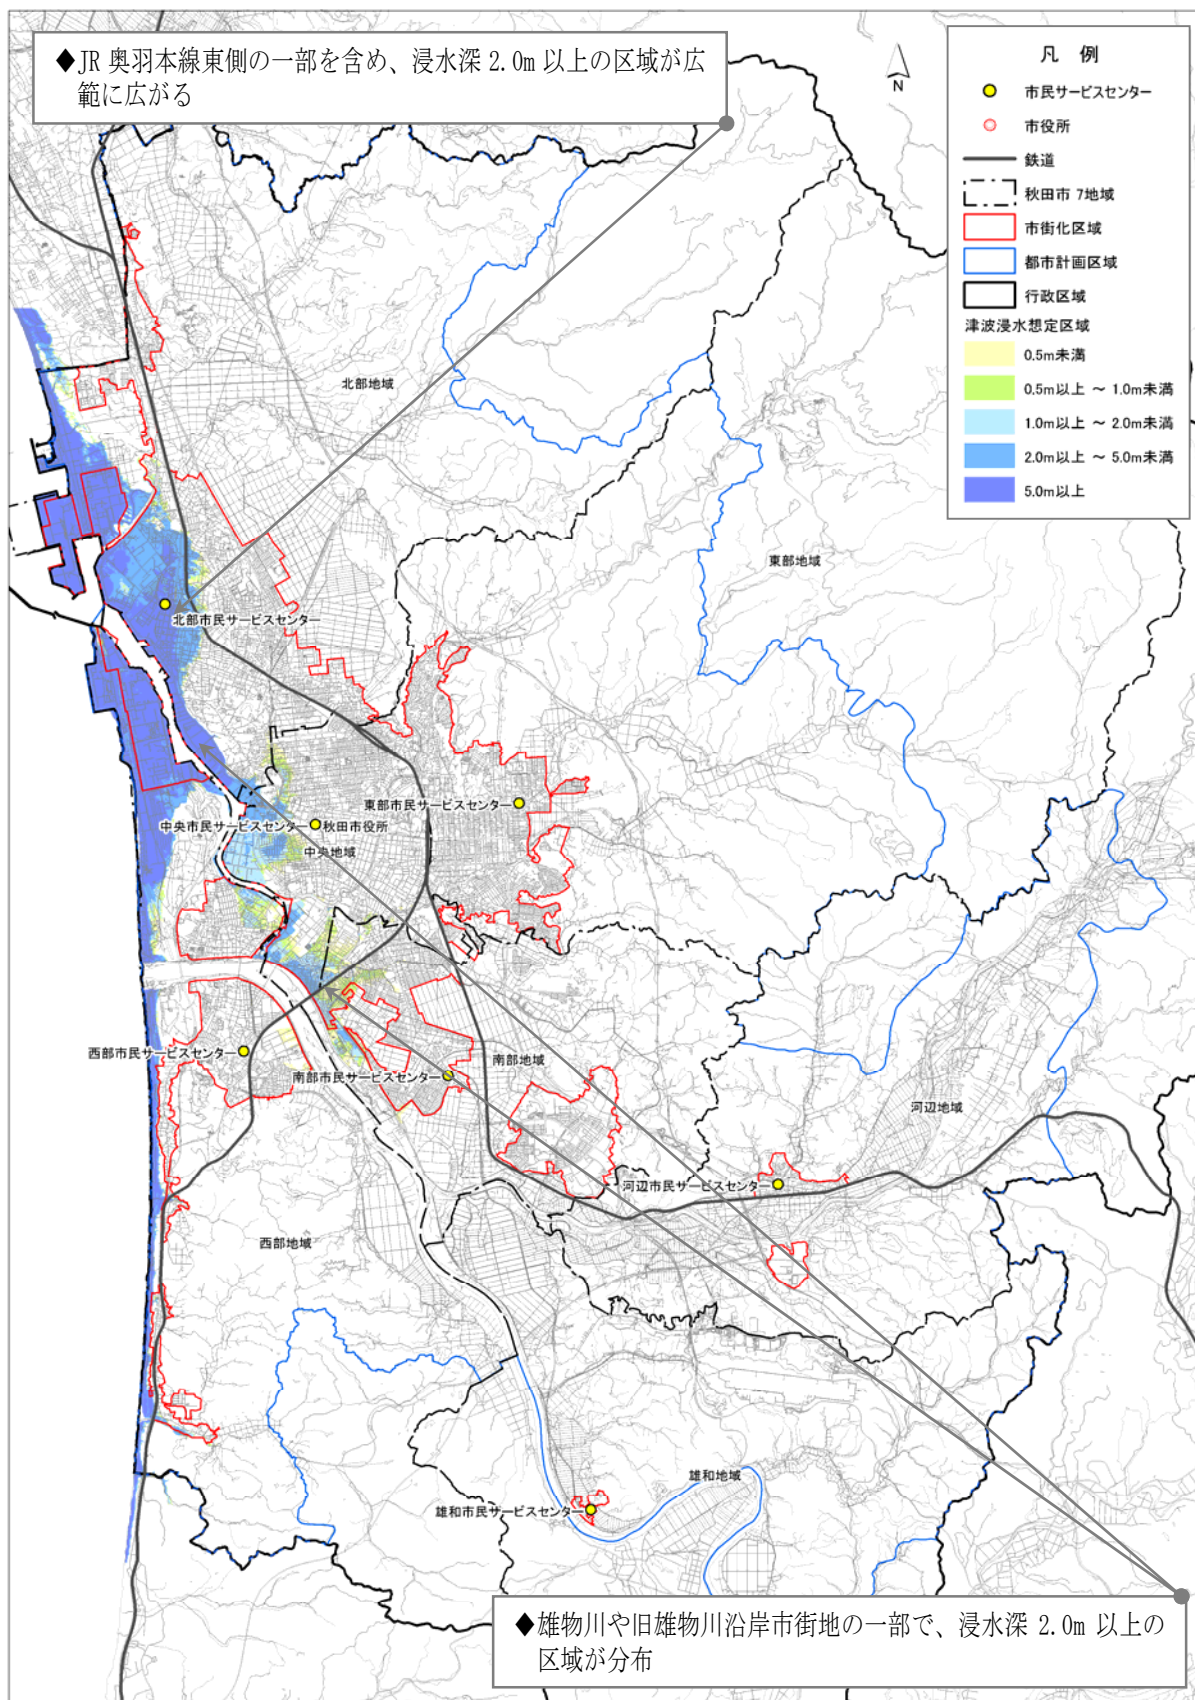 ◆JR 奥羽本線東側の一部を含め、浸水深 2.0m 以上の区域が広
範に広がる
N
凡 例
市民サービスセンター
市役所
鉄道
秋田市 7地域
市街化区域
都市計画区域
行政区域
津波浸水想定区域
0.5m未満
0.5m以上 ～ 1.0m未満
1.0m以上 ～ 2.0m未満
2.0m以上 ～ 5.0m未満
5.0m以上
北部地域
東部地域
北部市民サービスセンター
東部市民サービスセンター
中央市民サービスセンター
秋田市役所
中央地域
西部市民サービスセンター
南部地域
南部市民サービスセンター
河辺地域
河辺市民サービスセンター
西部地域
雄和地域
雄和市民サービスセンター
◆雄物川や旧雄物川沿岸市街地の一部で、浸水深 2.0m 以上の
区域が分布